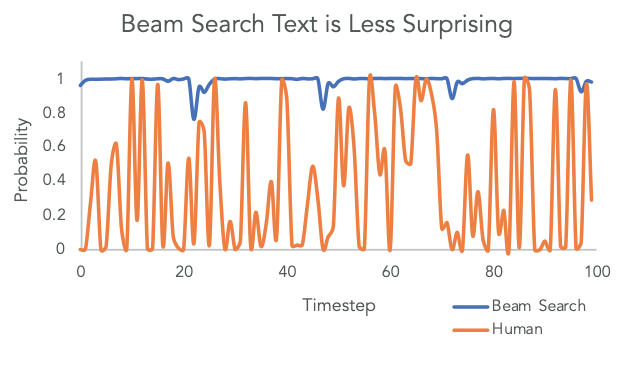 Beam Search Text is Less Surprising
1
0.8
0.6
0.4
0.2
0
Probability
0 20 40 60 80 100
Timestep
Beam Search
Human